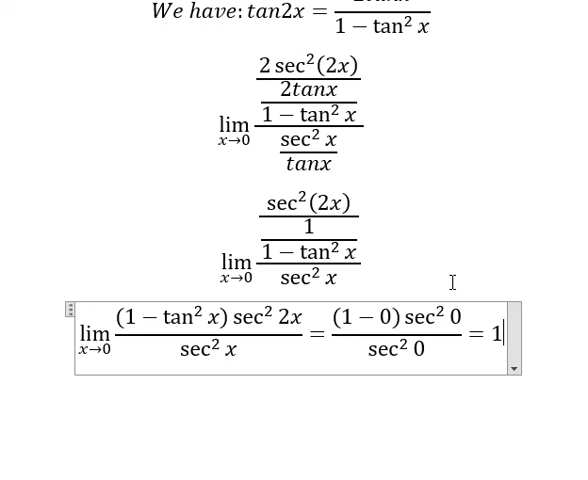 We have: tan2x = 2tanx / (1 − tan² x)
lim x→0 ((2 sec²(2x)) / (2tanx / (1 − tan² x))) / (sec² x / tanx)
lim x→0 (sec²(2x) / (1 / (1 − tan² x))) / sec² x
lim x→0 ((1 − tan² x) sec² 2x) / (sec² x) = ((1 − 0) sec² 0) / (sec² 0) = 1